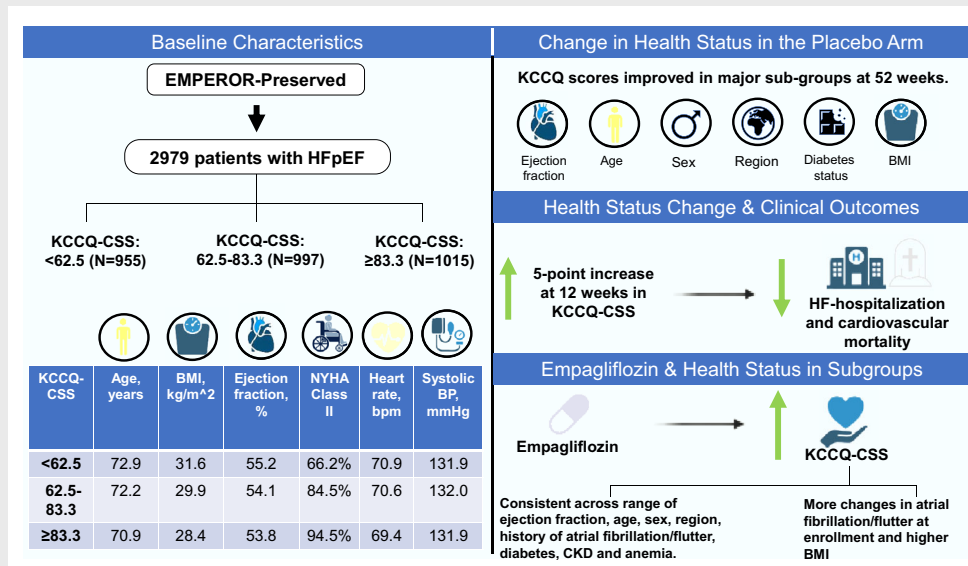 Baseline Characteristics
EMPEROR-Preserved
2979 patients with HFpEF
KCCQ-CSS:
<62.5 (N=955)
KCCQ-CSS:
62.5-83.3 (N=997)
KCCQ-CSS:
≥83.3 (N=1015)
KCCQ-
CSS
Age,
years
BMI,
kg/m^2
Ejection
fraction,
%
NYHA
Class
II
Heart
rate,
bpm
Systolic
BP,
mmHg
<62.5 72.9 31.6 55.2 66.2% 70.9 131.9
62.5-
83.3 72.2 29.9 54.1 84.5% 70.6 132.0
≥83.3 70.9 28.4 53.8 94.5% 69.4 131.9
Change in Health Status in the Placebo Arm
KCCQ scores improved in major sub-groups at 52 weeks.
Ejection
fraction
Age
Sex
Region
Diabetes
status
BMI
Health Status Change & Clinical Outcomes
5-point increase
at 12 weeks in
KCCQ-CSS
H
HF-hospitalization
and cardiovascular
mortality
Empagliflozin & Health Status in Subgroups
Empagliflozin
KCCQ-CSS
Consistent across range of
ejection fraction, age, sex, region,
history of atrial fibrillation/flutter,
diabetes, CKD and anemia.
More changes in atrial
fibrillation/flutter at
enrollment and higher
BMI